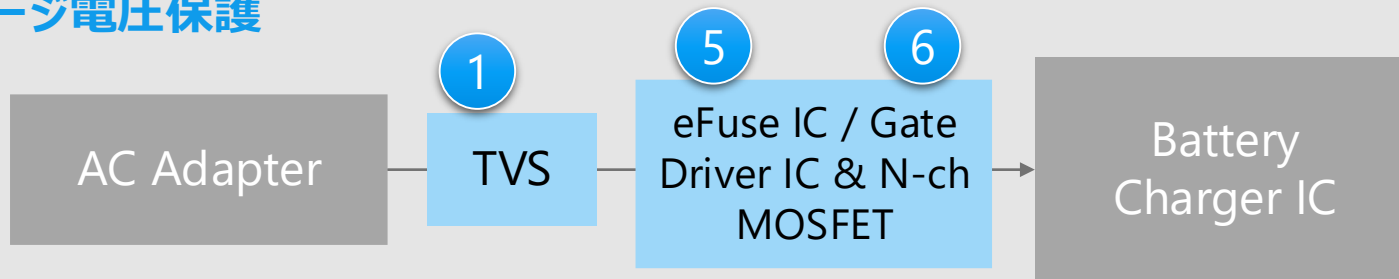 ージ電圧保護
1
5
6
AC Adapter
TVS
eFuse IC / Gate
Driver IC & N-ch
MOSFET
Battery
Charger IC